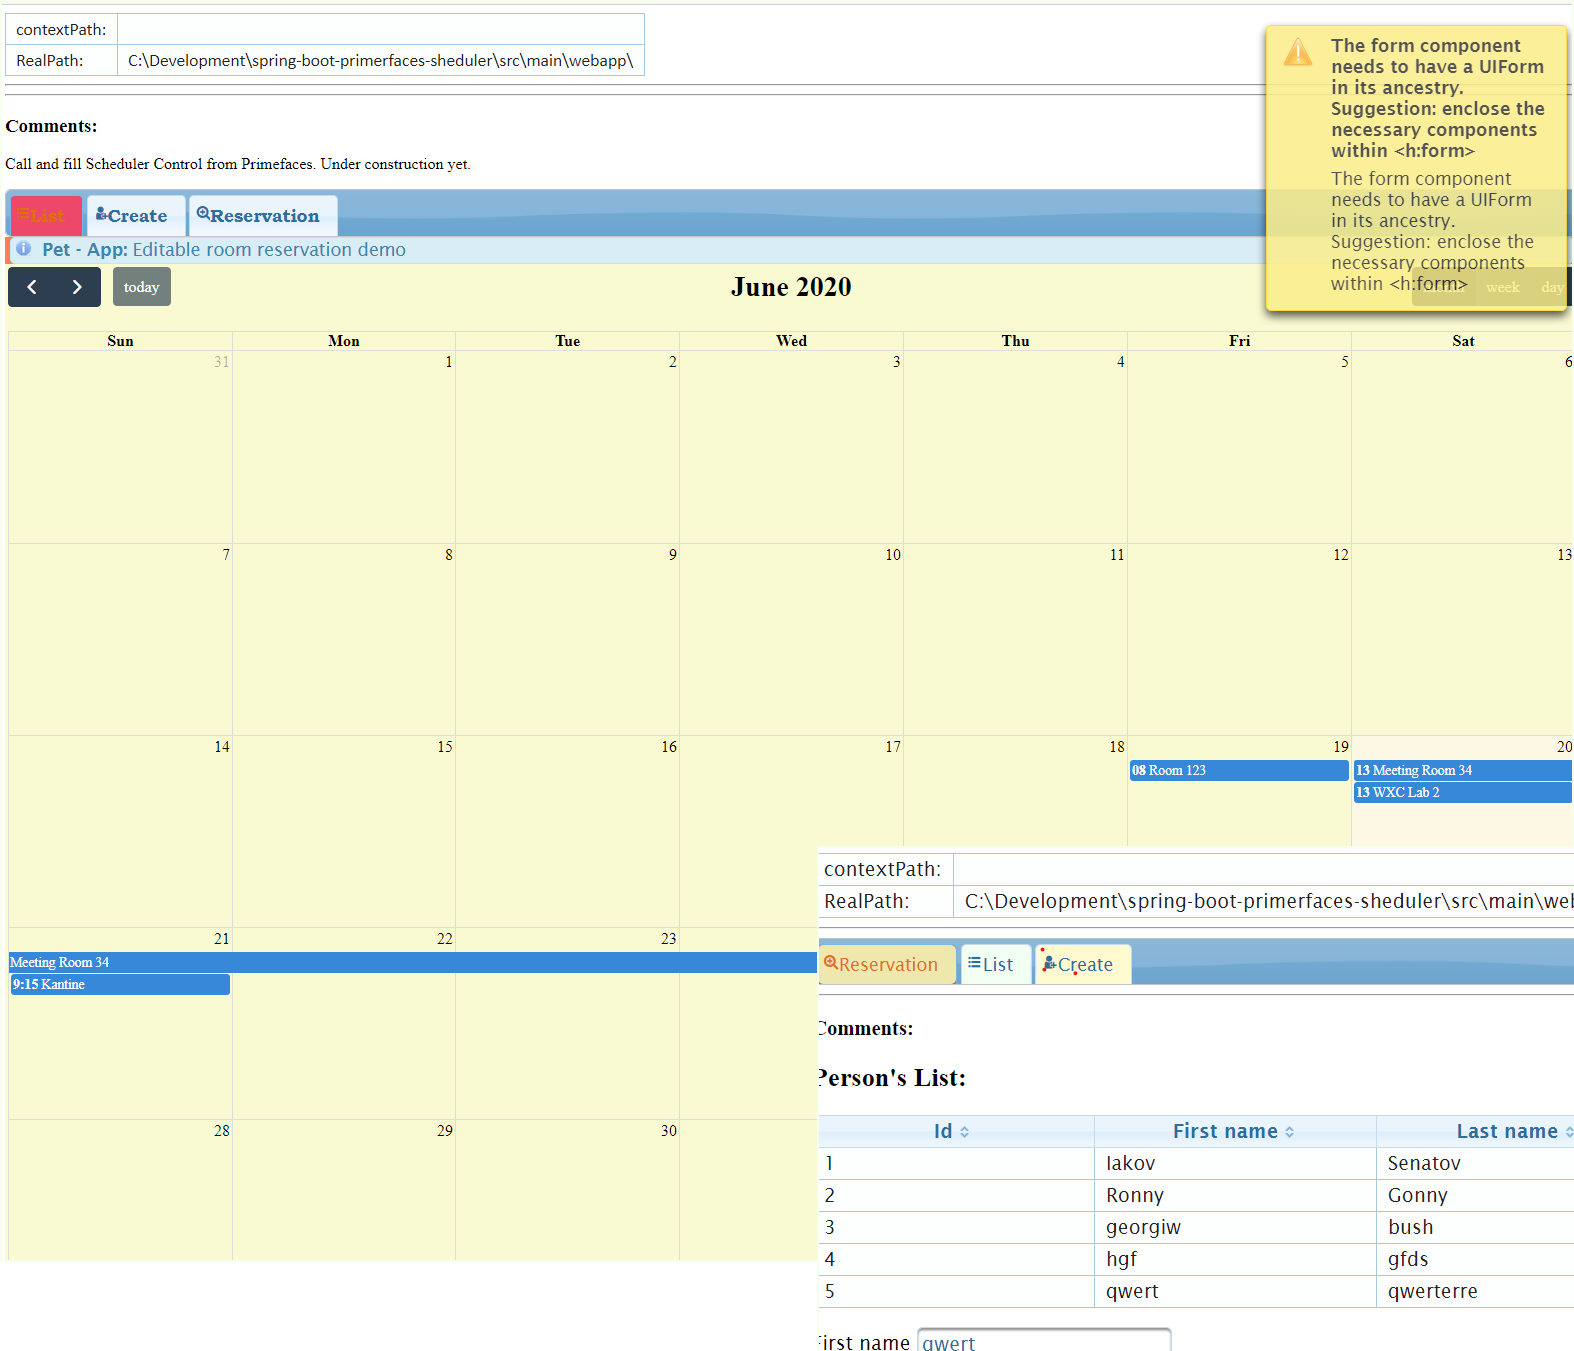 contextPath:
RealPath: C:\Development\spring-boot-primerfaces-sheduler\src\main\webapp\
The form component
needs to have a UIForm
in its ancestry.
Suggestion: enclose the
necessary components
within <h:form>
The form component
needs to have a UIForm
in its ancestry.
Suggestion: enclose the
necessary components
within <h:form>
Comments:
Call and fill Scheduler Control from Primefaces. Under construction yet.
List Create Reservation
Pet - App: Editable room reservation demo
today June 2020 week day
Sun Mon Tue Wed Thu Fri Sat
31 1 2 3 4 5 6
7 8 9 10 11 12 13
14 15 16 17 18 19 20
08 Room 123 13 Meeting Room 34
13 WXC Lab 2
21 22 23
Meeting Room 34
9:15 Kantine
28 29 30
contextPath:
RealPath: C:\Development\spring-boot-primerfaces-sheduler\src\main\we
Reservation List Create
Comments:
Person's List:
Id First name Last name
1 Iakov Senatov
2 Ronny Gonny
3 georgiw bush
4 hgf gfds
5 qwert qwerterre
First name qwert